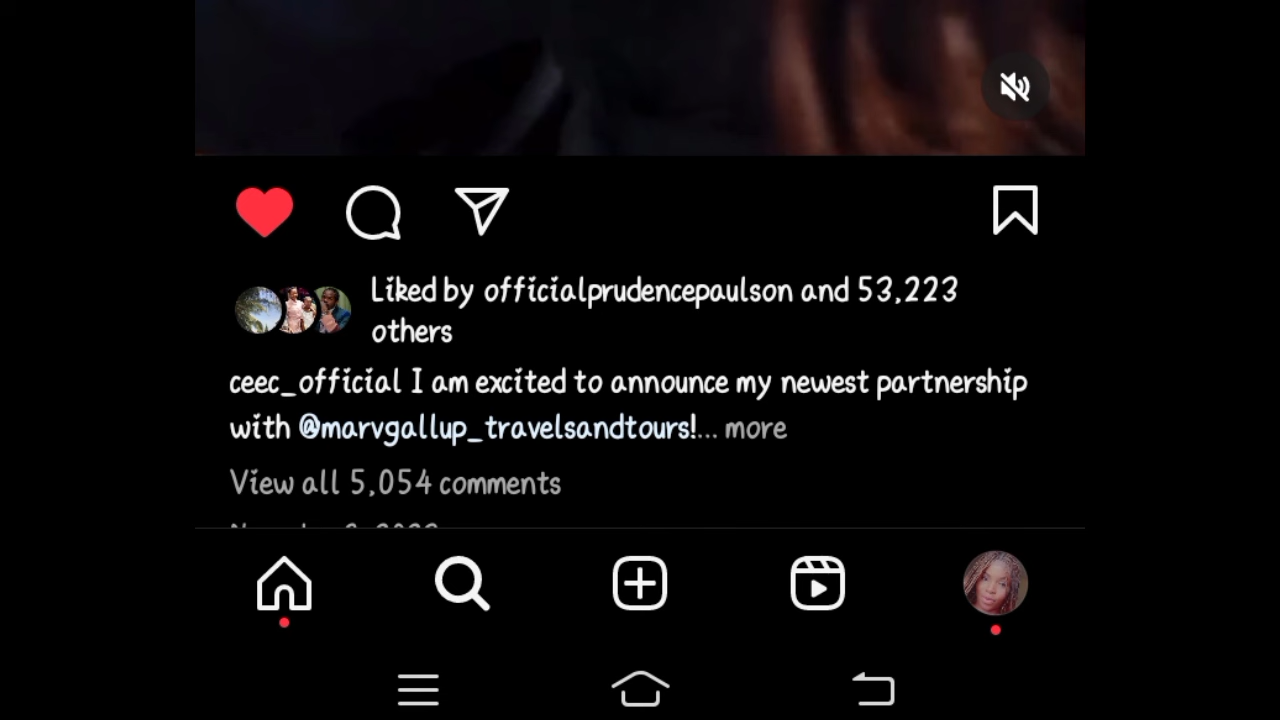 Liked by officialprudencepaulson and 53,223
others
ceec_official I am excited to announce my newest partnership
with @marvgallup_travelsandtours!... more
View all 5,054 comments